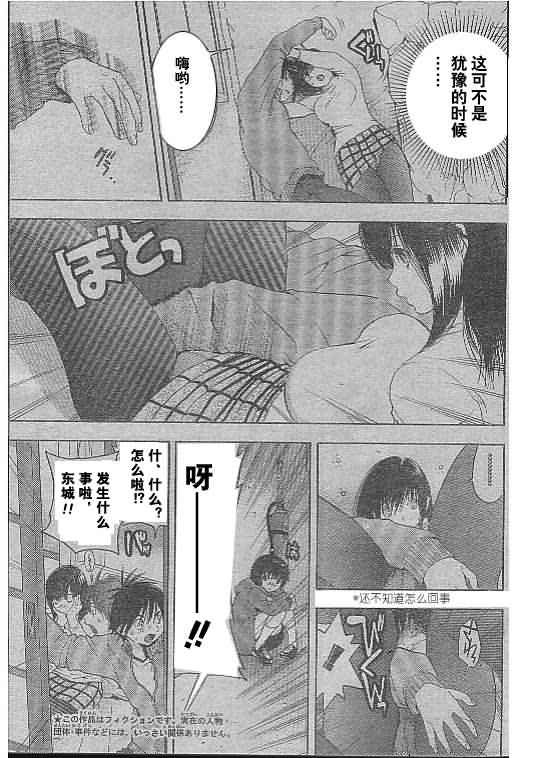 这可不是
犹豫的时候
……
嗨哟
……
ぼとっ
…………
*还不知道怎么回事
呀——!!
什、什么?
怎么啦!?
发生什么
事啦，
东城!!
★この作品はフィクションです。実在の人物・
団体・事件などには、いっさい関係ありません。